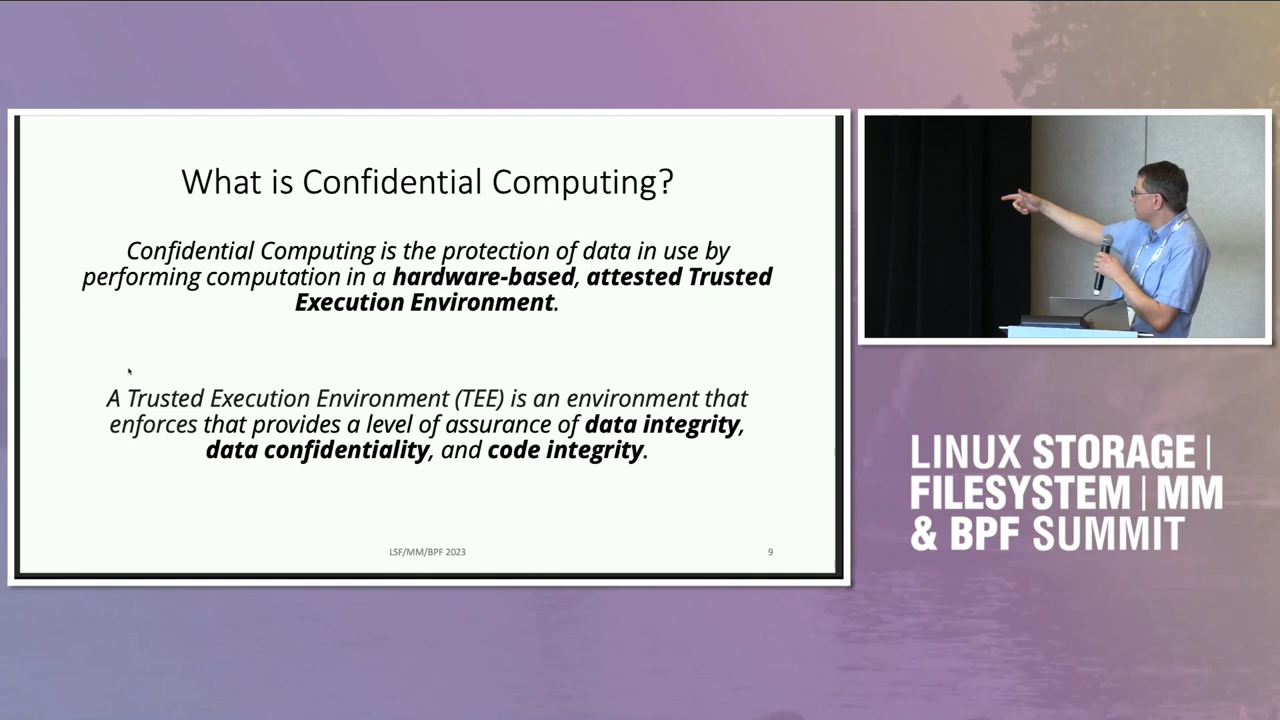 What is Confidential Computing?
Confidential Computing is the protection of data in use by
performing computation in a hardware-based, attested Trusted
Execution Environment.
A Trusted Execution Environment (TEE) is an environment that
enforces that provides a level of assurance of data integrity,
data confidentiality, and code integrity.
LSF/MM/BPF 2023
9
LINUX STORAGE |
FILESYSTEM | MM
& BPF SUMMIT